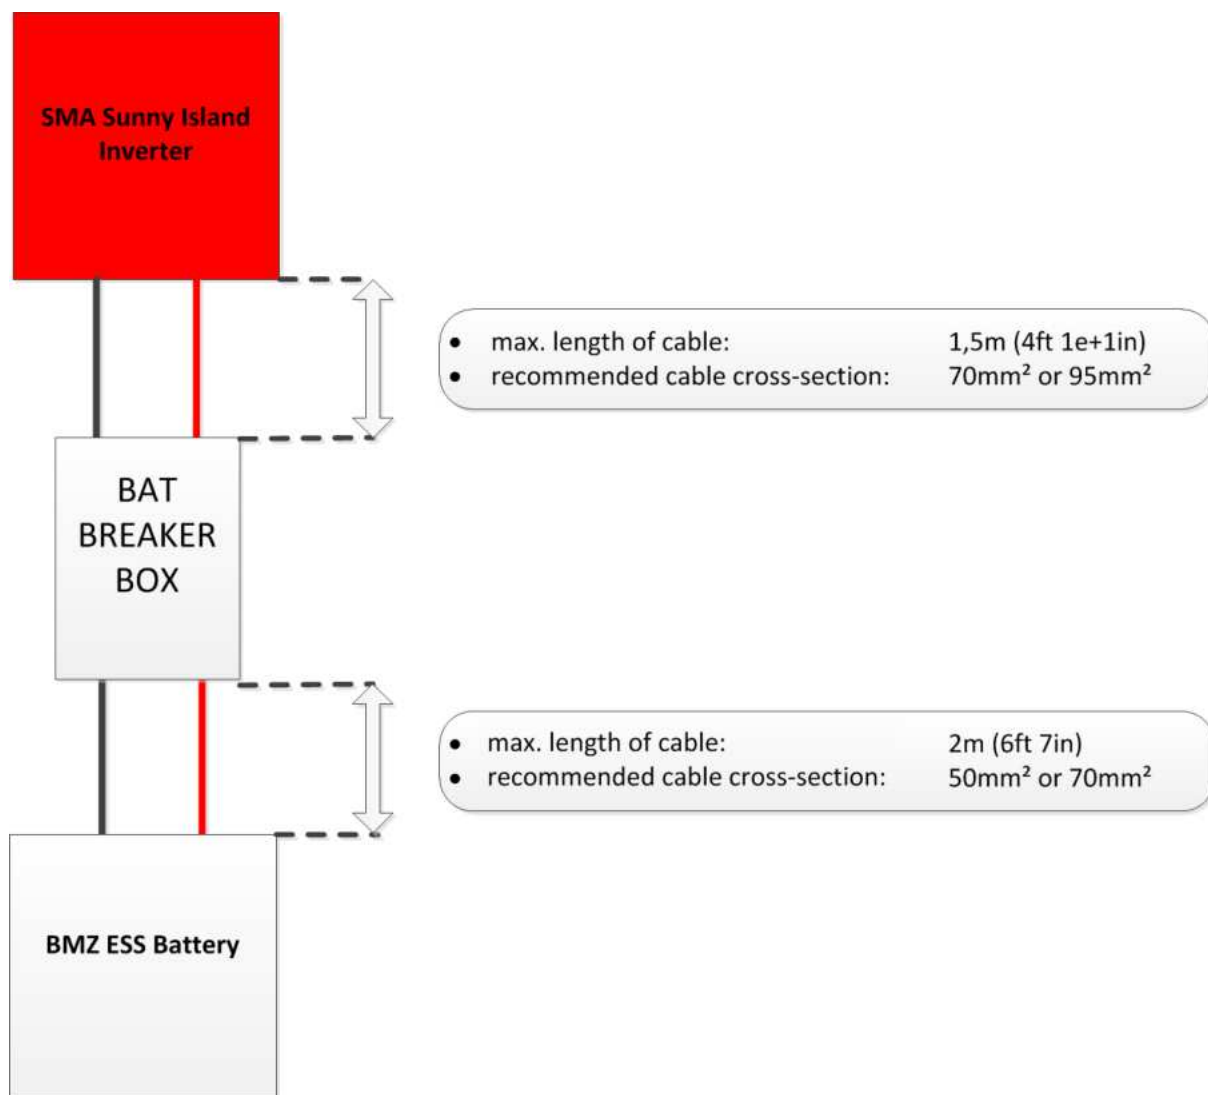 SMA Sunny Island
Inverter
• max. length of cable: 1,5m (4ft 1e+1in)
• recommended cable cross-section: 70mm² or 95mm²
BAT
BREAKER
BOX
• max. length of cable: 2m (6ft 7in)
• recommended cable cross-section: 50mm² or 70mm²
BMZ ESS Battery